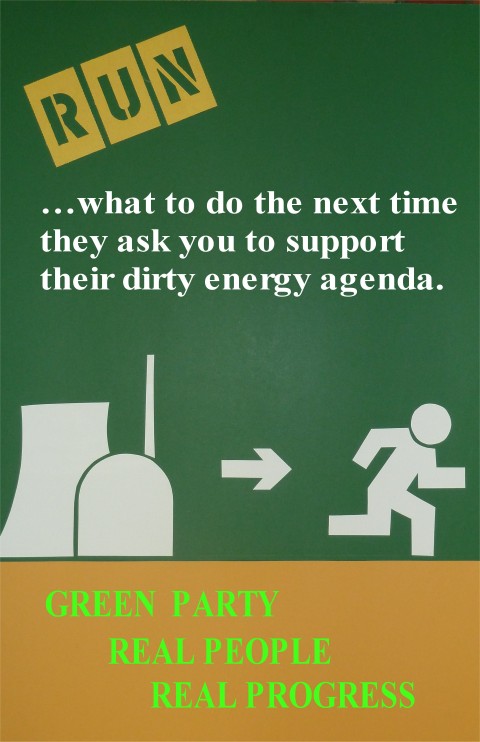 RUN
...what to do the next time
they ask you to support
their dirty energy agenda.
GREEN PARTY
REAL PEOPLE
REAL PROGRESS